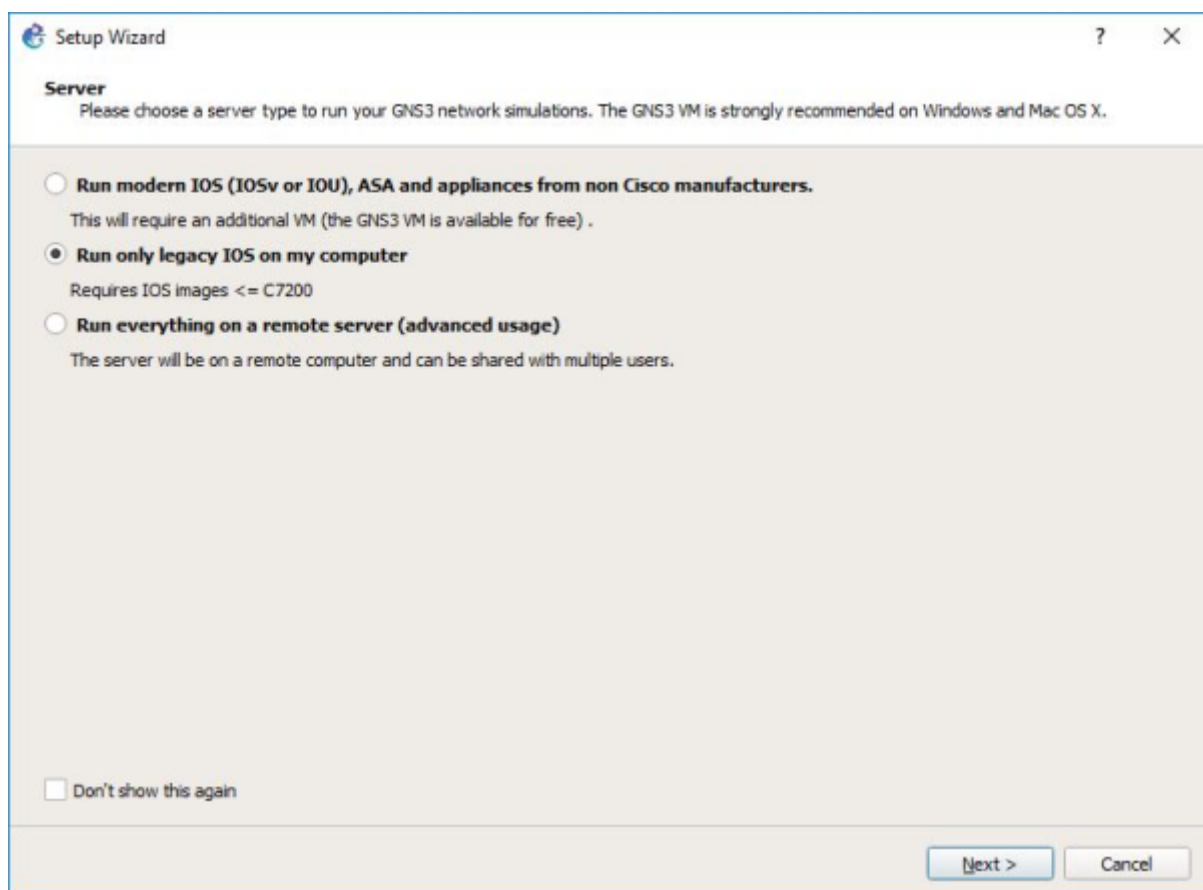 Setup Wizard
?
Server
Please choose a server type to run your GNS3 network simulations. The GNS3 VM is strongly recommended on Windows and Mac OS X.
Run modern IOS (IOSv or IOU), ASA and appliances from non Cisco manufacturers.
This will require an additional VM (the GNS3 VM is available for free) .
Run only legacy IOS on my computer
Requires IOS images <= C7200
Run everything on a remote server (advanced usage)
The server will be on a remote computer and can be shared with multiple users.
Don't show this again
Next > Cancel